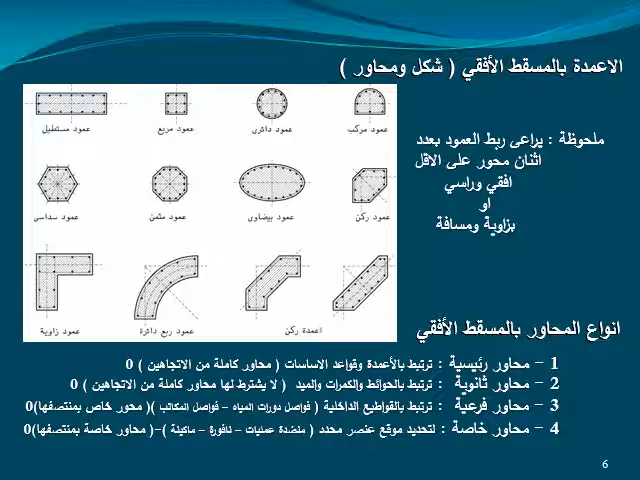 الاعمدة بالمسقط الأفقي ( شكل ومحاور )
عمود مركب
عمود دائرى
عمود مربع
عمود مستطيل
عمود ركن
عمود بيضاوى
عمود مثمن
عمود سداسى
اعمدة ركن
عمود ربع دائرة
عمود زاوية
ملحوظة : يراعى ربط العمود بعدد
اثنان محور على الاقل
افقي وراسي
او
بزاوية ومسافة
انواع المحاور بالمسقط الأفقي
1 – محاور رئيسية : ترتبط بالأعمدة وقواعد الاساسات ( محاور كاملة من الاتجاهين ) 0
2 – محاور ثانوية : ترتبط بالحوائط والكمرات والميد ( لا يشترط لها محاور كاملة من الاتجاهين ) 0
3 – محاور فرعية : ترتبط بالقواطيع الداخلية ( فواصل دورات المياه – فواصل المكاتب )( محور خاص بمنتصفها)0
4 – محاور خاصة : لتحديد موقع عنصر محدد ( منضدة عمليات – نافورة – ماكينة )–( محاور خاصة بمنتصفها)0
6